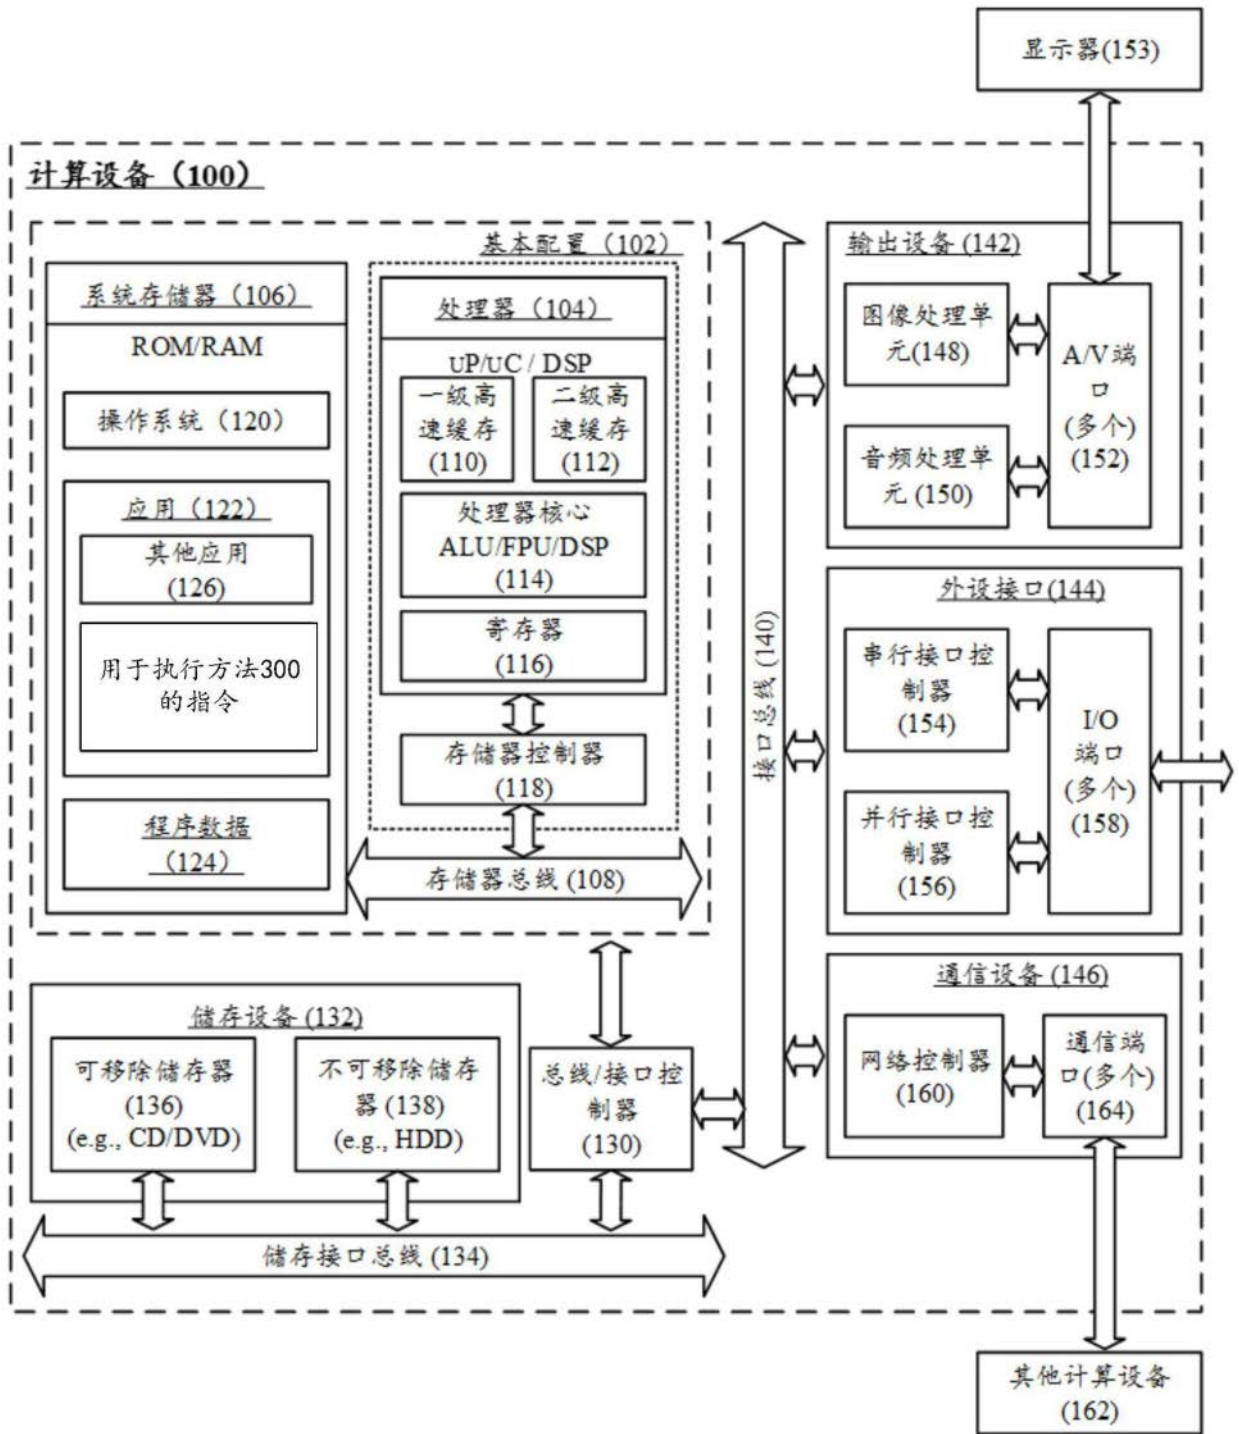 显示器(153)
计算设备（100）
基本配置（102）
系统存储器（106）
ROM/RAM
操作系统（120）
应用（122）
其他应用
(126)
用于执行方法300
的指令
程序数据
（124）
处理器（104）
UP/UC / DSP
一级高
速缓存
(110)
二级高
速缓存
(112)
处理器核心
ALU/FPU/DSP
(114)
寄存器
(116)
存储器控制器
(118)
存储器总线 (108)
储存设备 (132)
可移除储存器
(136)
(e.g., CD/DVD)
不可移除储存
器 (138)
(e.g., HDD)
总线/接口控
制器
(130)
储存接口总线 (134)
接口总线 (140)
输出设备 (142)
图像处理单
元(148)
音频处理单
元 (150)
A/V 端
口
(多个)
(152)
外设接口(144)
串行接口控
制器
(154)
并行接口控
制器
(156)
I/O
端口
(多个)
(158)
通信设备 (146)
网络控制器
(160)
通信端
口(多个)
(164)
其他计算设备
(162)